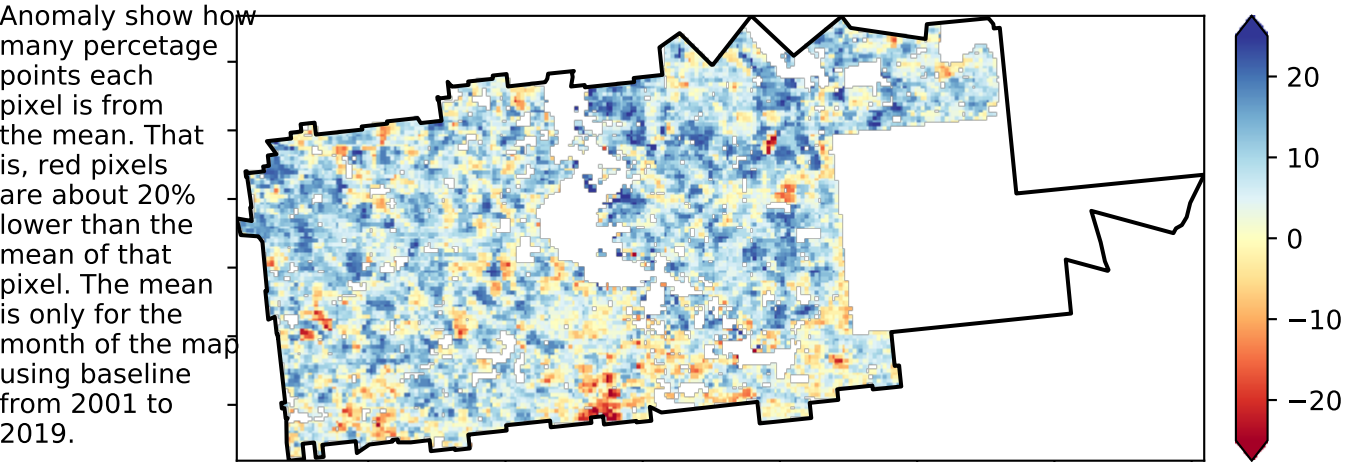 Anomaly show how
many percetage
points each
pixel is from
the mean. That
is, red pixels
are about 20%
lower than the
mean of that
pixel. The mean
is only for the
month of the map
using baseline
from 2001 to
2019.
20
10
0
−10
−20